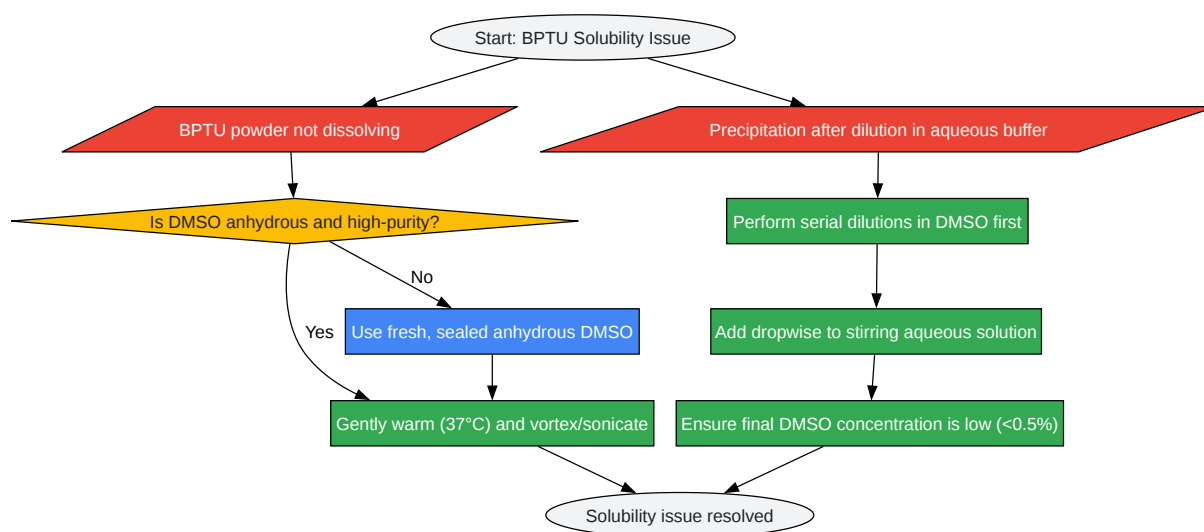 Start: BPTU Solubility Issue
BPTU powder not dissolving
Precipitation after dilution in aqueous buffer
Is DMSO anhydrous and high-purity?
Perform serial dilutions in DMSO first
No
Yes
Use fresh, sealed anhydrous DMSO
Add dropwise to stirring aqueous solution
Gently warm (37°C) and vortex/sonicate
Ensure final DMSO concentration is low (<0.5%)
Solubility issue resolved